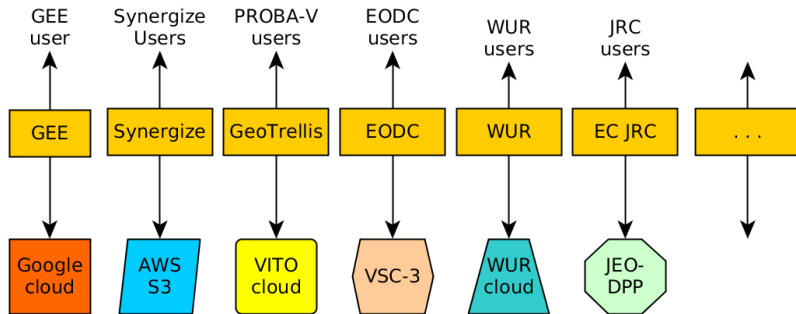 GEE
user
Synergize
Users
PROBA-V
users
EODC
users
WUR
users
JRC
users
GEE
Synergize
GeoTrellis
EODC
WUR
EC JRC
. . .
Google
cloud
AWS
S3
VITO
cloud
VSC-3
WUR
cloud
JEO-
DPP